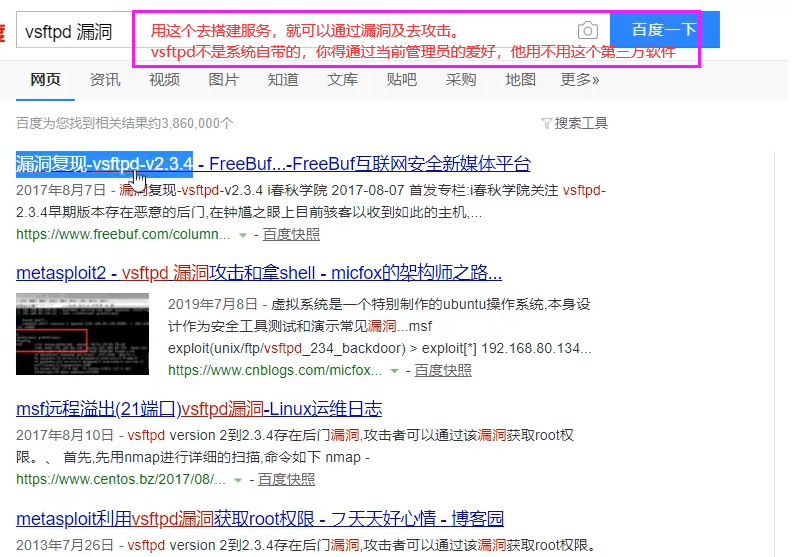 vsftpd 漏洞
用这个去搭建服务，就可以通过漏洞及去攻击。
百度一下
vsftpd不是系统自带的，你得通过当前管理员的爱好，他用不用这个第三方软件
网页 资讯 视频 图片 知道 文库 贴吧 采购 地图 更多»
百度为您找到相关结果约3,860,000个
搜索工具
漏洞复现-vsftpd-v2.3.4 - FreeBuf...-FreeBuf互联网安全新媒体平台
2017年8月7日 - 漏洞复现-vsftpd-v2.3.4 i春秋学院 2017-08-07 首发专栏:i春秋学院关注 vsftpd-
2.3.4早期版本存在恶意的后门,在钟馗之眼上目前骇客以收到如此的主机,...
https://www.freebuf.com/column... - 百度快照
metasploit2 - vsftpd 漏洞攻击和拿shell - micfox的架构师之路...
2019年7月8日 - 虚拟系统是一个特别制作的ubuntu操作系统,本身设
计作为安全工具测试和演示常见漏洞...msf
exploit(unix/ftp/vsftpd_234_backdoor) > exploit[*] 192.168.80.134...
https://www.cnblogs.com/micfox... - 百度快照
msf远程溢出(21端口)vsftpd漏洞-Linux运维日志
2017年8月10日 - vsftpd version 2到2.3.4存在后门漏洞,攻击者可以通过该漏洞获取root权
限。、 首先,先用nmap进行详细的扫描,命令如下 nmap -
https://www.centos.bz/2017/08/... - 百度快照
metasploit利用vsftpd漏洞获取root权限 - フ天天好心情 - 博客园
2013年7月26日 - vsftpd version 2到2.3.4存在后门漏洞,攻击者可以通过该漏洞获取root权限。